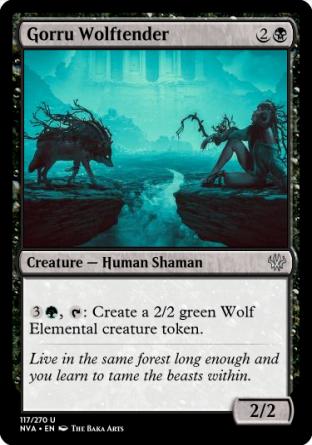 Gorru Wolftender 2
Creature — Human Shaman
3 , : Create a 2/2 green Wolf
Elemental creature token.
Live in the same forest long enough and
you learn to tame the beasts within.
117/270 U
NVA • EN The Baka Arts
2/2